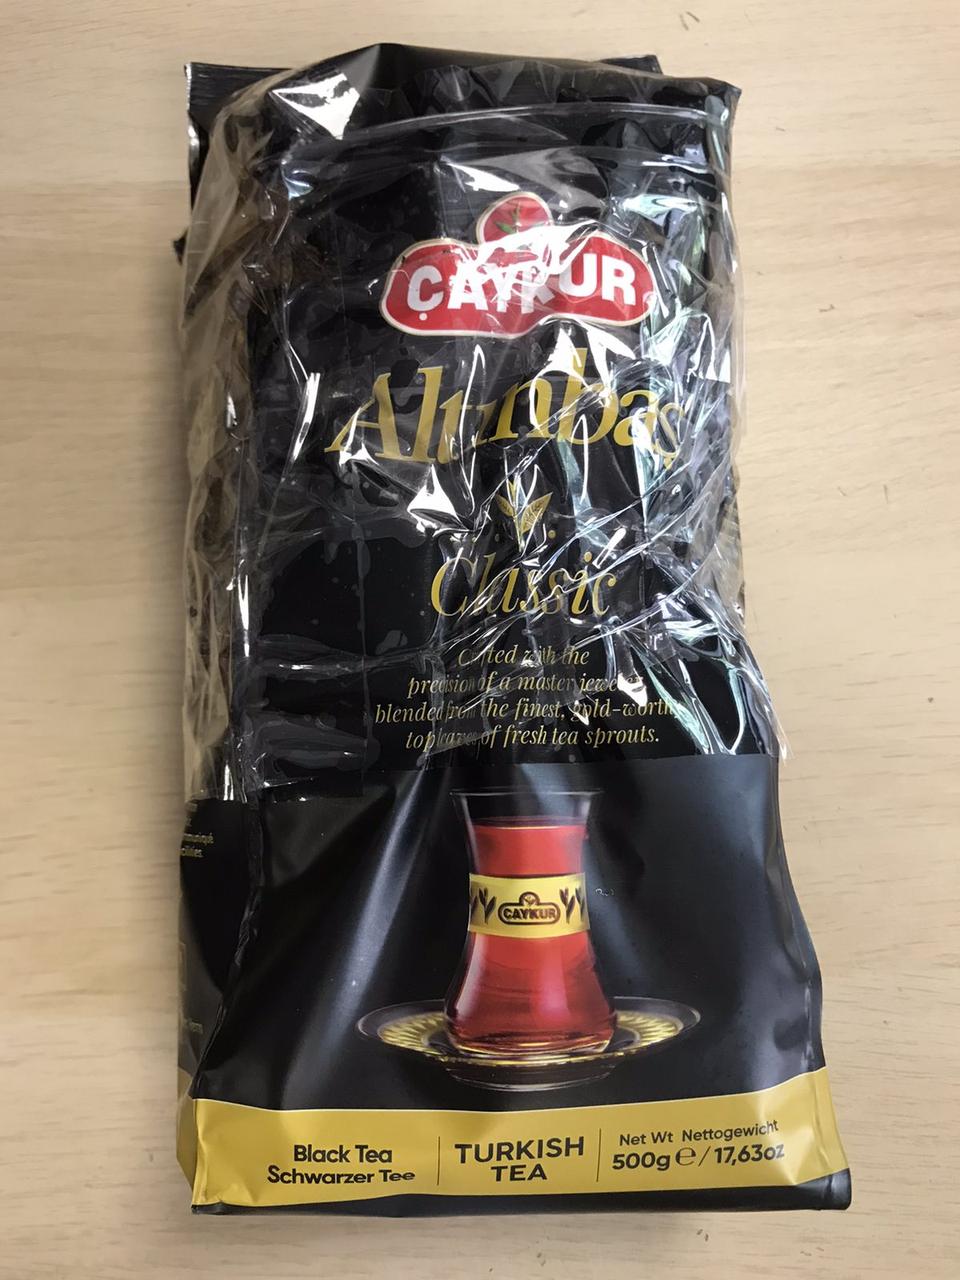 ÇAYKUR
Altınbaş
Classic
Crafted with the
precision of a master jeweler,
blended from the finest, gold-worth
top leaves of fresh tea sprouts.
ÇAYKUR
Black Tea
Schwarzer Tee
TURKISH
TEA
Net Wt Nettogewicht
500g ℮ / 17,63oz